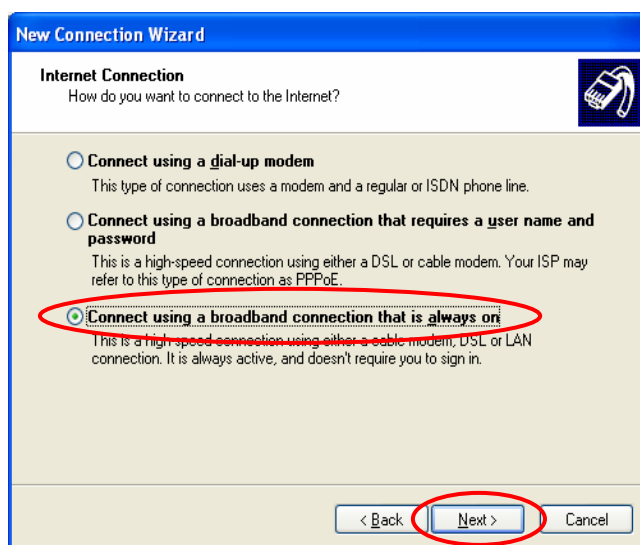 New Connection Wizard
Internet Connection
How do you want to connect to the Internet?
Connect using a dial-up modem
This type of connection uses a modem and a regular or ISDN phone line.
Connect using a broadband connection that requires a user name and
password
This is a high-speed connection using either a DSL or cable modem. Your ISP may
refer to this type of connection as PPPoE.
Connect using a broadband connection that is always on
This is a high-speed connection using either a cable modem, DSL or LAN
connection. It is always active, and doesn't require you to sign in.
< Back
Next >
Cancel